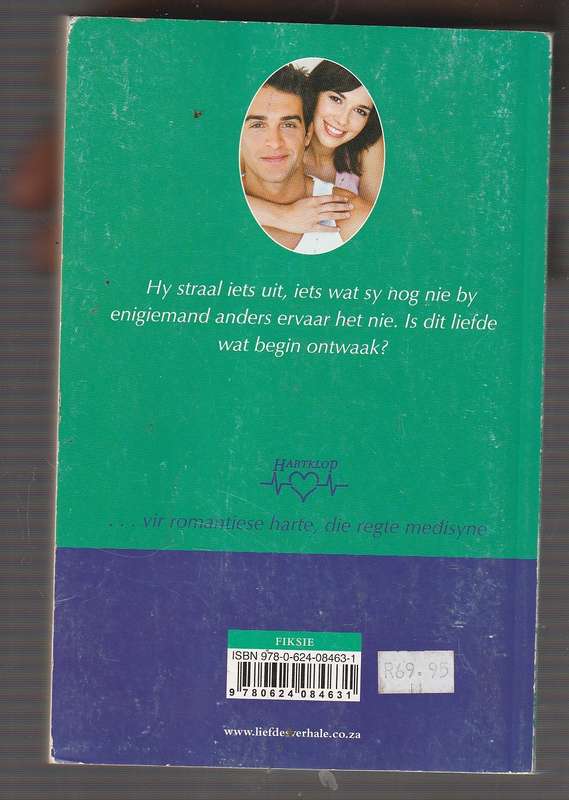 Hy straal iets uit, iets wat sy nog nie by
enigiemand anders ervaar het nie. Is dit liefde
wat begin ontwaak?
HARTKLOP
. . . vir romantiese harte, die regte medisyne
FIKSIE
ISBN 978-0-624-08463-1
9 780624 084631
R69.95
www.liefdesverhale.co.za